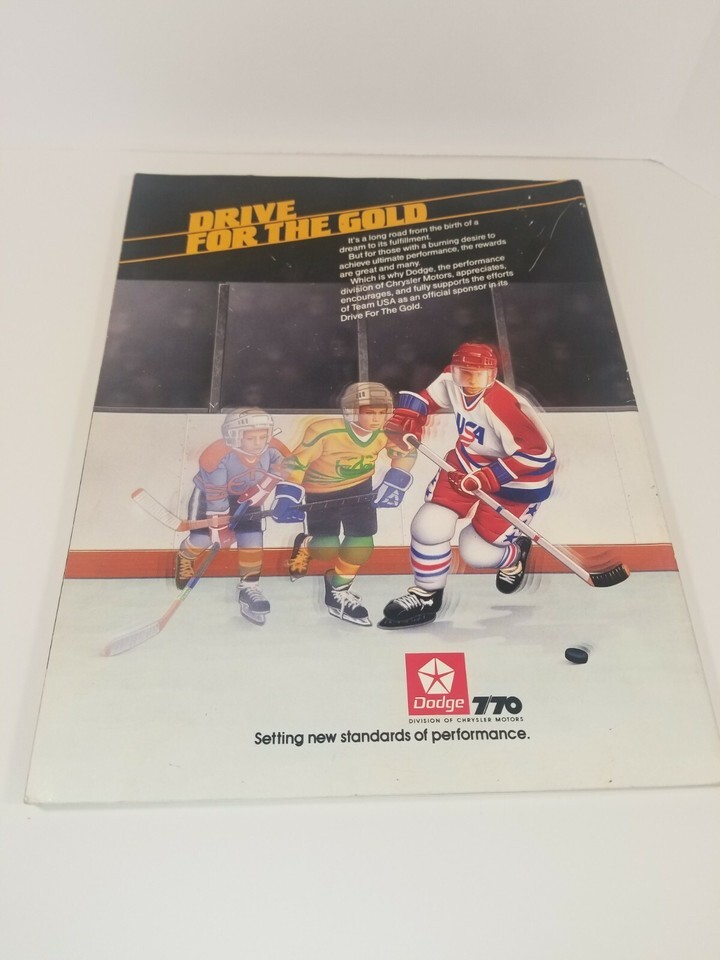 DRIVE
FOR THE GOLD
It's a long road from the birth of a
dream to its fulfillment.
But for those with a burning desire to
achieve ultimate performance, the rewards
are great and many.
Which is why Dodge, the performance
division of Chrysler Motors, appreciates,
encourages, and fully supports the efforts
of Team USA as an official sponsor in its
Drive For The Gold.
USA
Dodge 7/70
DIVISION OF CHRYSLER MOTORS
Setting new standards of performance.